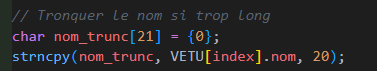 // Tronquer le nom si trop long
char nom_trunc[21] = {0};
strncpy(nom_trunc, VETU[index].nom, 20);